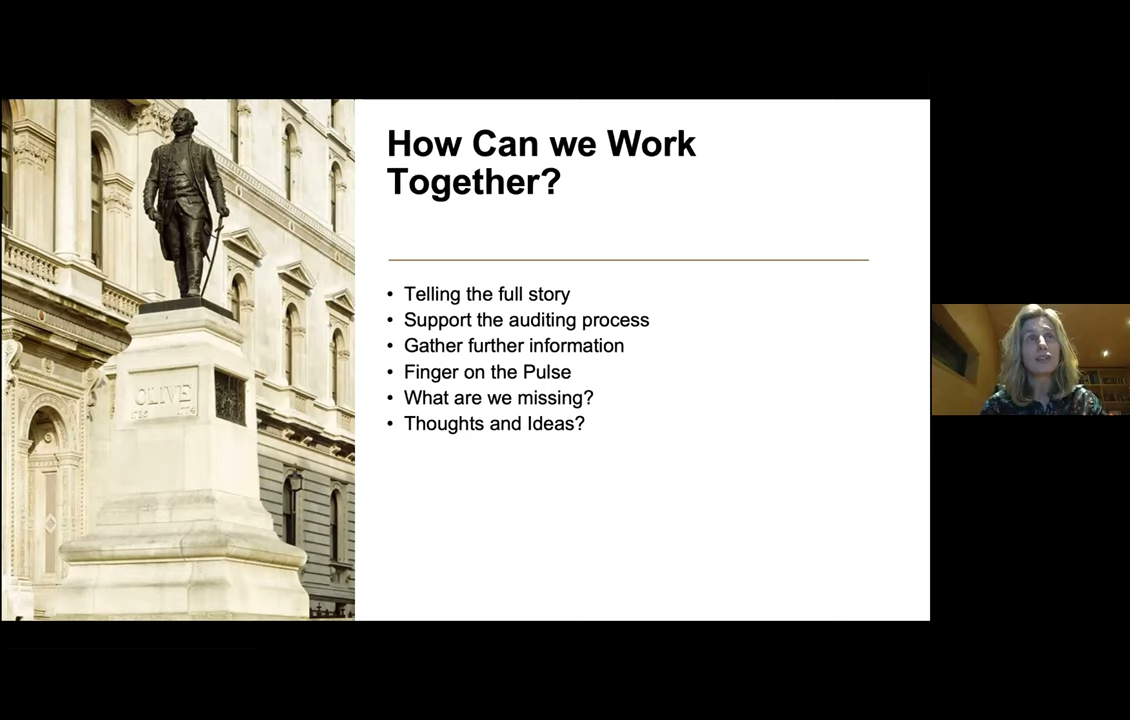 How Can we Work
Together?
• Telling the full story
• Support the auditing process
• Gather further information
• Finger on the Pulse
• What are we missing?
• Thoughts and Ideas?
CLIVE